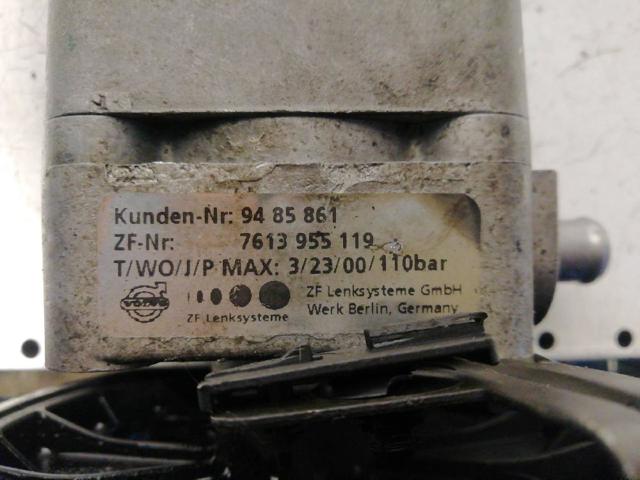 Kunden-Nr: 94 85 861
ZF-Nr: 7613 955 119
T/WO/J/P MAX: 3/23/00/110bar
VOLVO
ZF Lenksysteme GmbH
ZF Lenksysteme
Werk Berlin, Germany